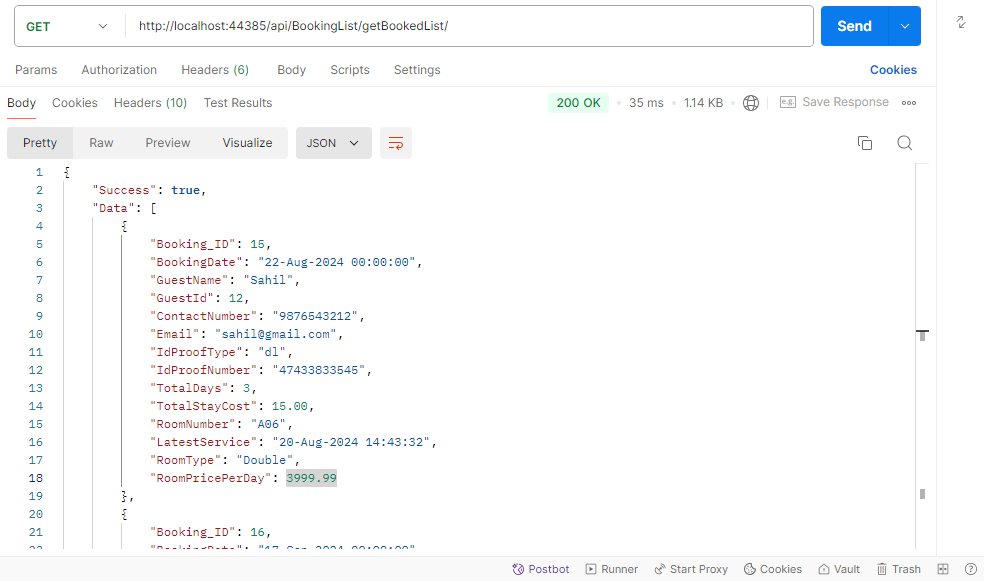 GET http://localhost:44385/api/BookingList/getBookedList/ Send
Params Authorization Headers (6) Body Scripts Settings Cookies
Body Cookies Headers (10) Test Results 200 OK 35 ms 1.14 KB e.g. Save Response
Pretty Raw Preview Visualize JSON
1 {
2 "Success": true,
3 "Data": [
4 {
5 "Booking_ID": 15,
6 "BookingDate": "22-Aug-2024 00:00:00",
7 "GuestName": "Sahil",
8 "GuestId": 12,
9 "ContactNumber": "9876543212",
10 "Email": "sahil@gmail.com",
11 "IdProofType": "dl",
12 "IdProofNumber": "47433833545",
13 "TotalDays": 3,
14 "TotalStayCost": 15.00,
15 "RoomNumber": "A06",
16 "LatestService": "20-Aug-2024 14:43:32",
17 "RoomType": "Double",
18 "RoomPricePerDay": 3999.99
19 },
20 {
21 "Booking_ID": 16,
Postbot Runner Start Proxy Cookies Vault Trash